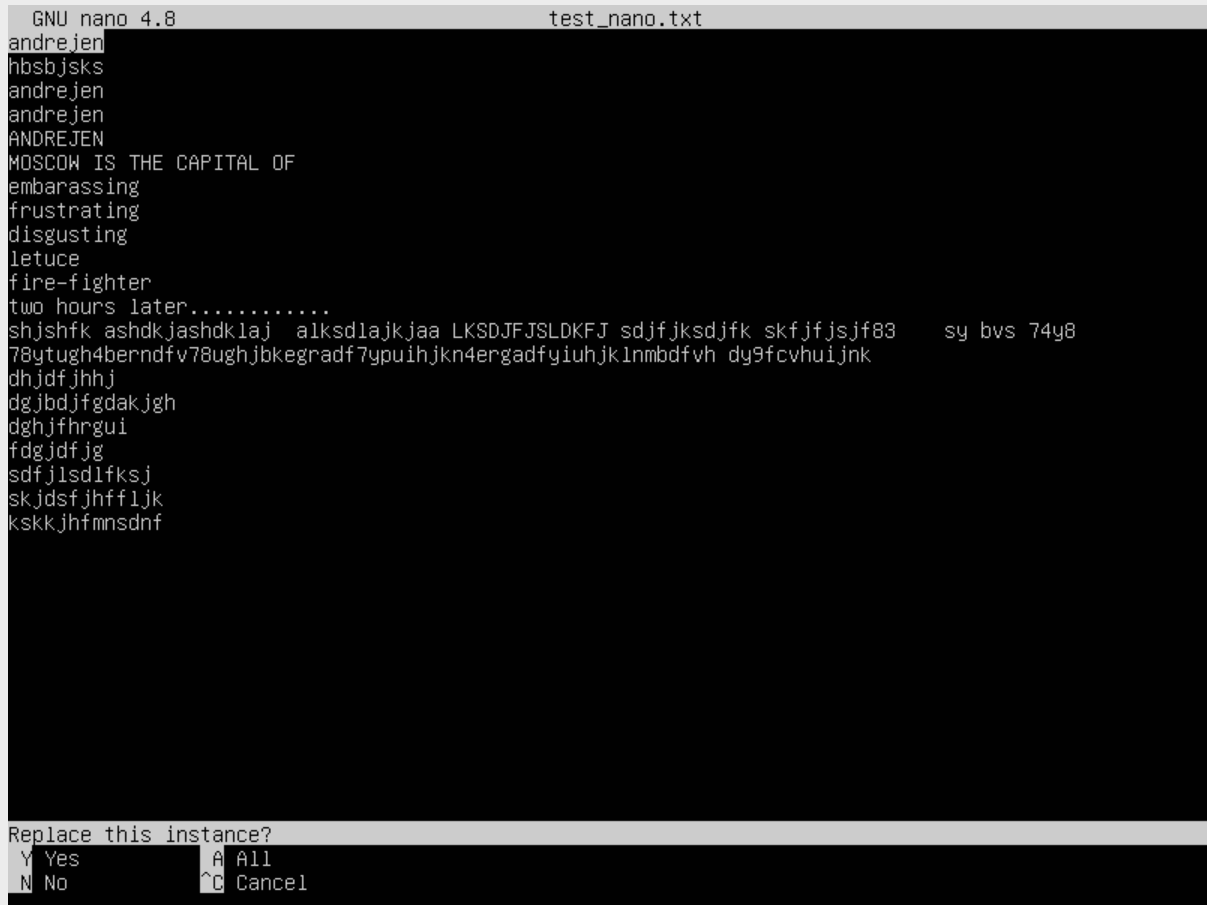 GNU nano 4.8 test_nano.txt
andrejen
hbsbjsks
andrejen
andrejen
ANDREJEN
MOSCOW IS THE CAPITAL OF
embarassing
frustrating
disgusting
letuce
fire-fighter
two hours later............
shjshfk ashdkjashdklaj  alksdlajkjaa LKSDJFJSLDKFJ sdjfjksdjfk skfjfjsjf83    sy bvs 74y8
78ytugh4berndfv78ughjbkegradf7ypuihjkn4ergadfyiuhjklnmbdfvh dy9fcvhuijnk
dhjdfjhhj
dgjbdjfgdakjgh
dghjfhrgui
fdgjdfjg
sdfjlsdlfksj
skjdsfjhffljk
kskkjhfmnsdnf
Replace this instance?
Y Yes A All
N No ^C Cancel